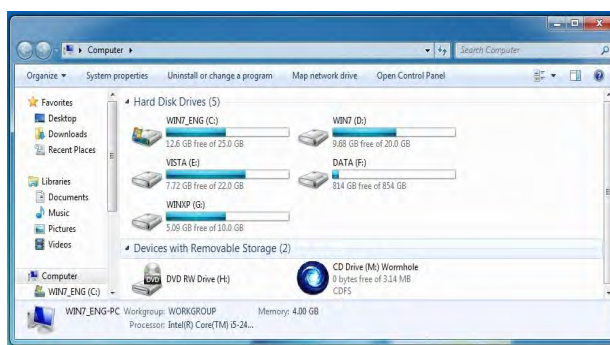 Computer
Search Computer
Organize
System properties
Uninstall or change a program
Map network drive
Open Control Panel
Favorites
Desktop
Downloads
Recent Places
Libraries
Documents
Music
Pictures
Videos
Computer
WIN7_ENG (C:)
Hard Disk Drives (5)
WIN7_ENG (C:)
12.6 GB free of 25.0 GB
WIN7 (D:)
9.68 GB free of 20.0 GB
VISTA (E:)
7.72 GB free of 22.0 GB
DATA (F:)
814 GB free of 854 GB
WINXP (G:)
5.09 GB free of 10.0 GB
Devices with Removable Storage (2)
DVD
DVD RW Drive (H:)
CD Drive (M:) Wormhole
0 bytes free of 3.14 MB
CDFS
WIN7_ENG-PC Workgroup: WORKGROUP Memory: 4.00 GB
Processor: Intel(R) Core(TM) i5-24...